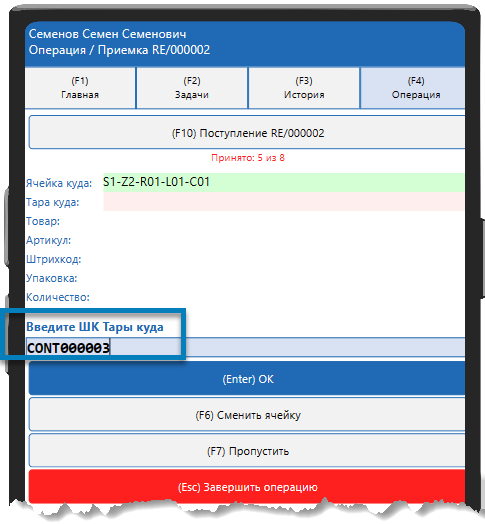 Семенов Семен Семенович
Операция / Приемка RE/000002
(F1) (F2) (F3) (F4)
Главная Задачи История Операция
(F10) Поступление RE/000002
Принято: 5 из 8
Ячейка куда: S1-Z2-R01-L01-C01
Тара куда:
Товар:
Артикул:
Штрихкод:
Упаковка:
Количество:
Введите ШК Тары куда
CONT000003
(Enter) OK
(F6) Сменить ячейку
(F7) Пропустить
(Esc) Завершить операцию